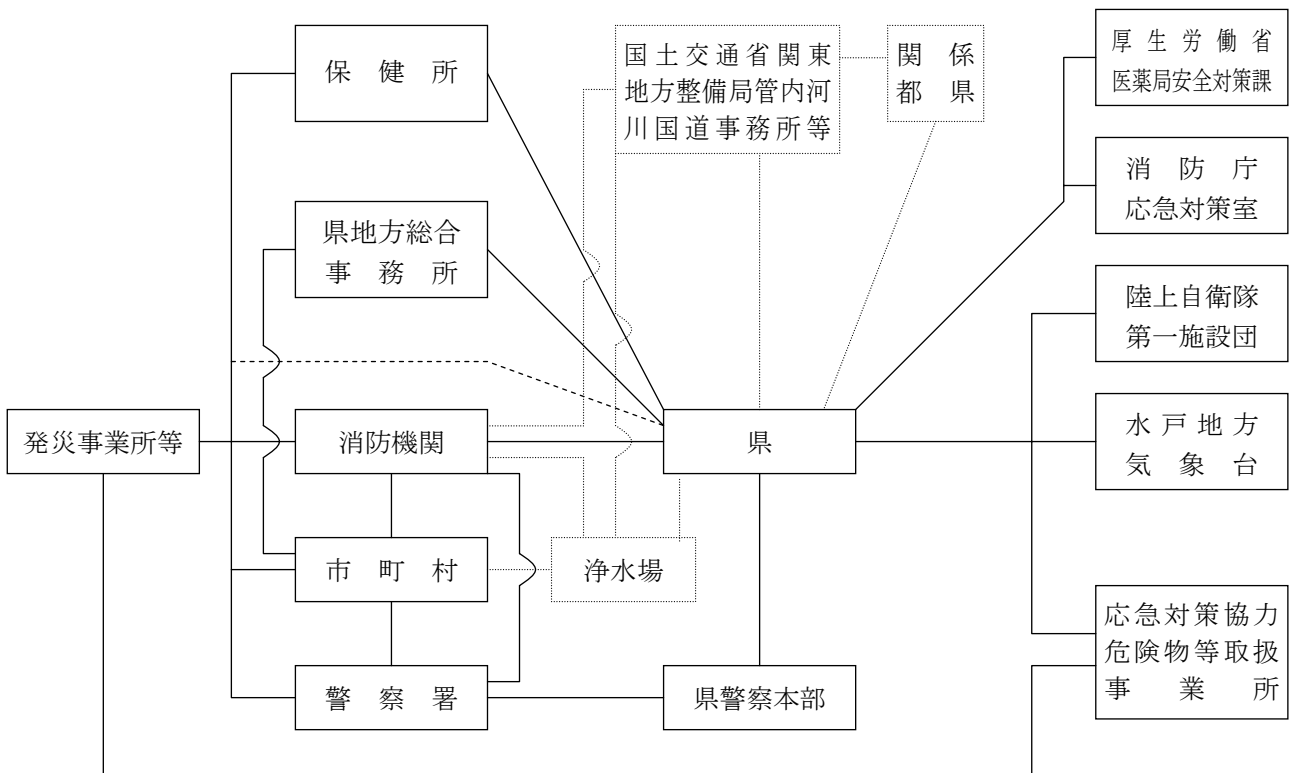 保健所
国土交通省関東
地方整備局管内河
川国道事務所等
関係
都県
厚生労働省
医薬局安全対策課
消防庁
応急対策室
県地方総合
事務所
陸上自衛隊
第一施設団
発災事業所等
消防機関
県
水戸地方
気象台
市町村
浄水場
応急対策協力
危険物等取扱
事業所
警察署
県警察本部